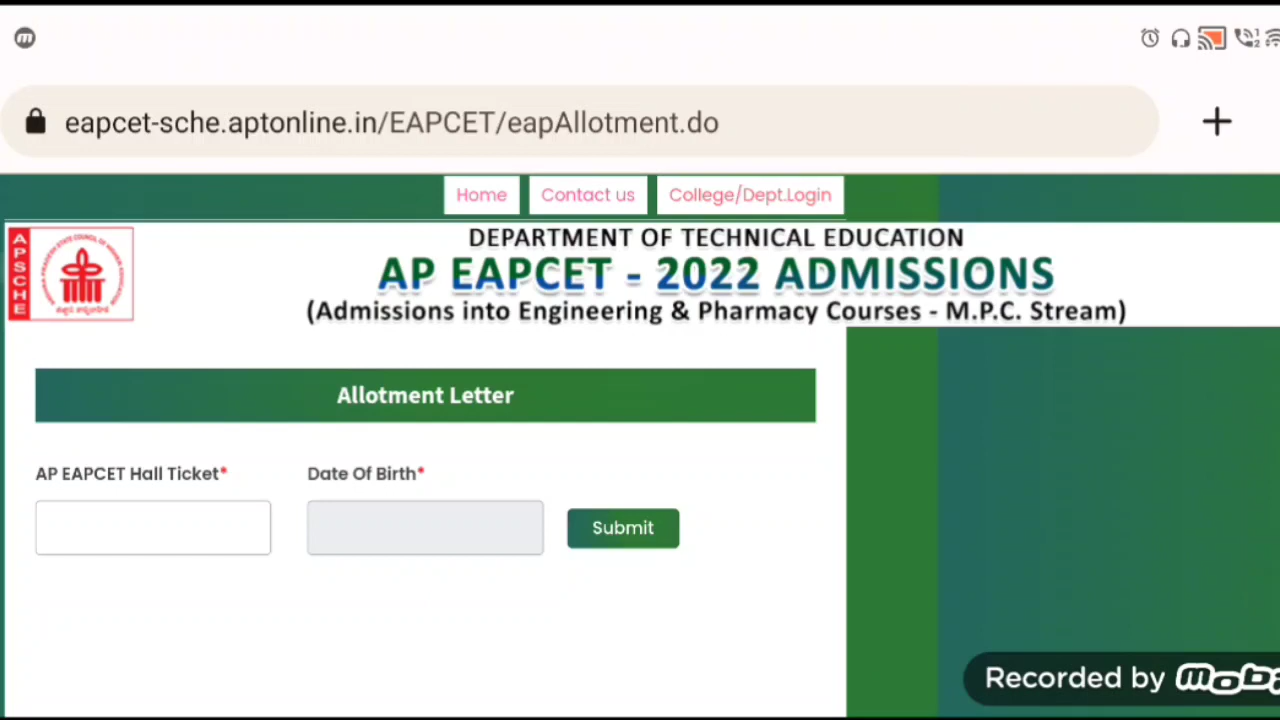 eapcet-sche.aptonline.in/EAPCET/eapAllotment.do
Home
Contact us
College/Dept.Login
APSCHE
DEPARTMENT OF TECHNICAL EDUCATION
AP EAPCET - 2022 ADMISSIONS
(Admissions into Engineering & Pharmacy Courses - M.P.C. Stream)
Allotment Letter
AP EAPCET Hall Ticket*
Date Of Birth*
Submit
Recorded by